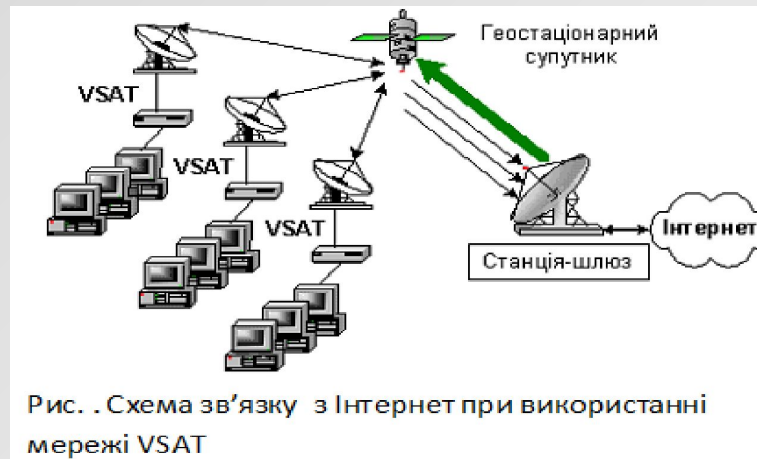 Геостаціонарний
супутник
VSAT
VSAT
VSAT
Інтернет
Станція-шлюз
Рис. . Схема зв’язку з Інтернет при використанні
мережі VSAT